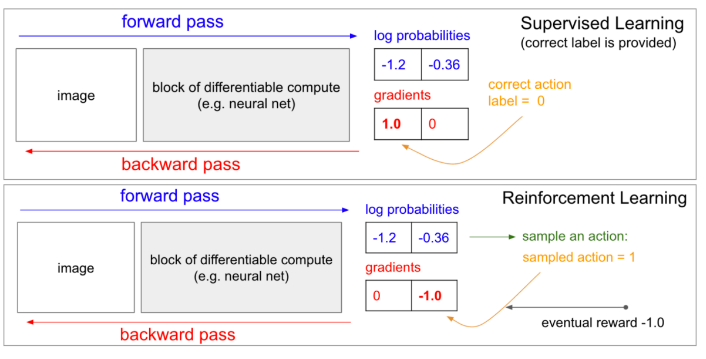 forward pass
Supervised Learning
(correct label is provided)
log probabilities
-1.2 -0.36
image
block of differentiable compute
(e.g. neural net)
gradients
1.0 0
correct action
label = 0
backward pass
forward pass
Reinforcement Learning
log probabilities
-1.2 -0.36
sample an action:
sampled action = 1
image
block of differentiable compute
(e.g. neural net)
gradients
0 -1.0
eventual reward -1.0
backward pass